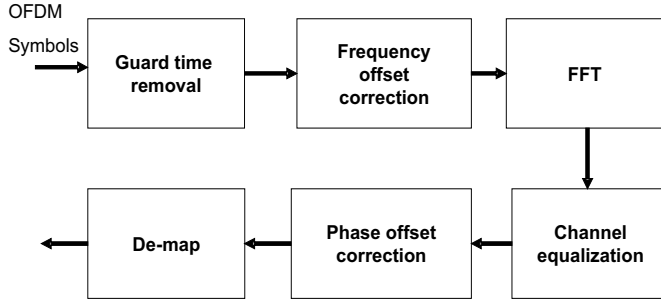 OFDM
Symbols
Guard time
removal
Frequency
offset
correction
FFT
De-map
Phase offset
correction
Channel
equalization